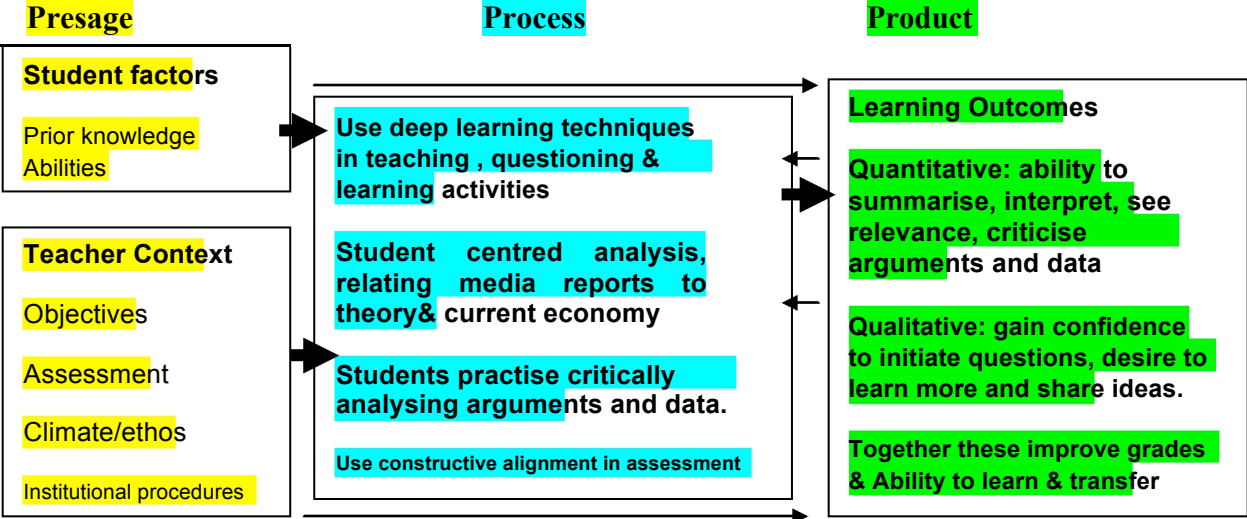 Presage
Process
Product
Student factors
Prior knowledge
Abilities
Teacher Context
Objectives
Assessment
Climate/ethos
Institutional procedures
Use deep learning techniques
in teaching , questioning &
learning activities
Student centred analysis,
relating media reports to
theory& current economy
Students practise critically
analysing arguments and data.
Use constructive alignment in assessment
Learning Outcomes
Quantitative: ability to
summarise, interpret, see
relevance, criticise
arguments and data
Qualitative: gain confidence
to initiate questions, desire to
learn more and share ideas.
Together these improve grades
& Ability to learn & transfer